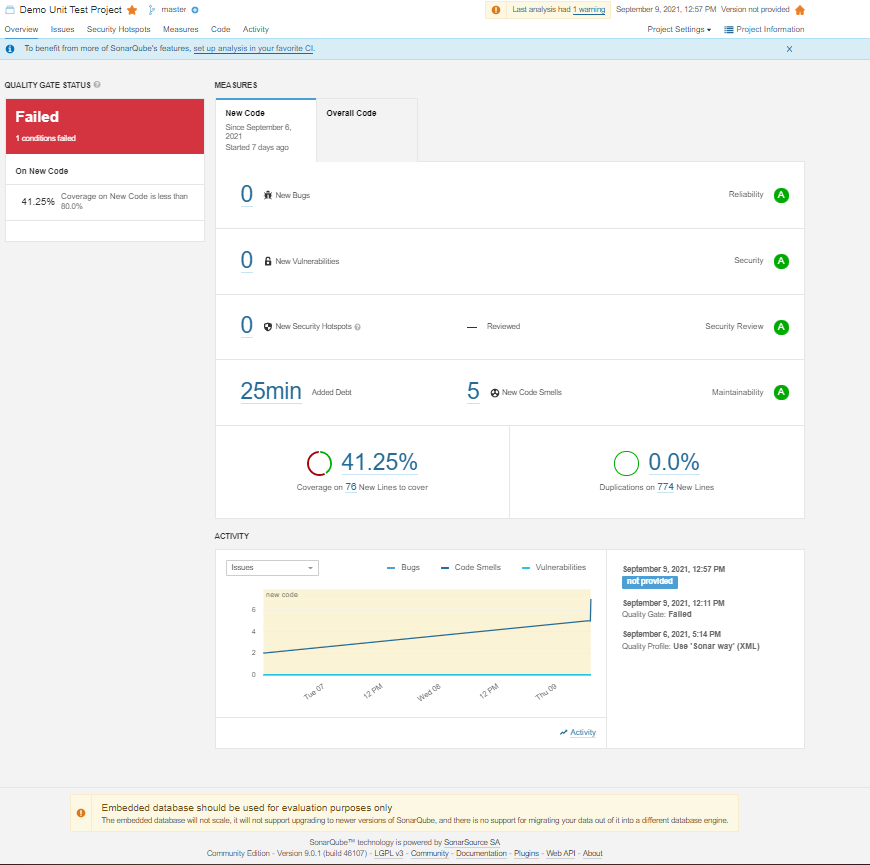 Demo Unit Test Project master
Last analysis had 1 warning September 9, 2021, 12:57 PM Version not provided
Overview Issues Security Hotspots Measures Code Activity
Project Settings Project Information
To benefit from more of SonarQube's features, set up analysis in your favorite CI. X
QUALITY GATE STATUS
Failed
1 conditions failed
On New Code
41.25% Coverage on New Code is less than
80.0%
MEASURES
New Code
Since September 6,
2021
Started 7 days ago
Overall Code
0 New Bugs Reliability A
0 New Vulnerabilities Security A
0 New Security Hotspots — Reviewed Security Review A
25min Added Debt 5 New Code Smells Maintainability A
41.25%
Coverage on 76 New Lines to cover
0.0%
Duplications on 774 New Lines
ACTIVITY
Issues
Bugs Code Smells Vulnerabilities
new code
6
4
2
0
Tue 07 12 PM Wed 08 12 PM Thu 09
Activity
September 9, 2021, 12:57 PM
not provided
September 9, 2021, 12:11 PM
Quality Gate: Failed
September 6, 2021, 5:14 PM
Quality Profile: Use 'Sonar way' (XML)
Embedded database should be used for evaluation purposes only
The embedded database will not scale, it will not support upgrading to newer versions of SonarQube, and there is no support for migrating your data out of it into a different database engine.
SonarQube™ technology is powered by SonarSource SA
Community Edition - Version 9.0.1 (build 46107) - LGPL v3 - Community - Documentation - Plugins - Web API - About